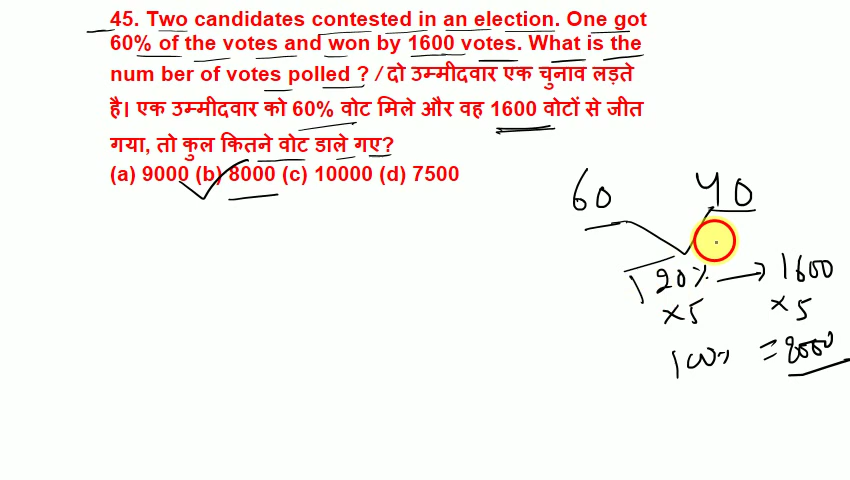 45. Two candidates contested in an election. One got
60% of the votes and won by 1600 votes. What is the
num ber of votes polled ? / दो उम्मीदवार एक चुनाव लड़ते
है। एक उम्मीदवार को 60% वोट मिले और वह 1600 वोटों से जीत
गया, तो कुल कितने वोट डाले गए?
(a) 9000 (b) 8000 (c) 10000 (d) 7500
60 40
20% → 1600
×5 ×5
100% = 8000